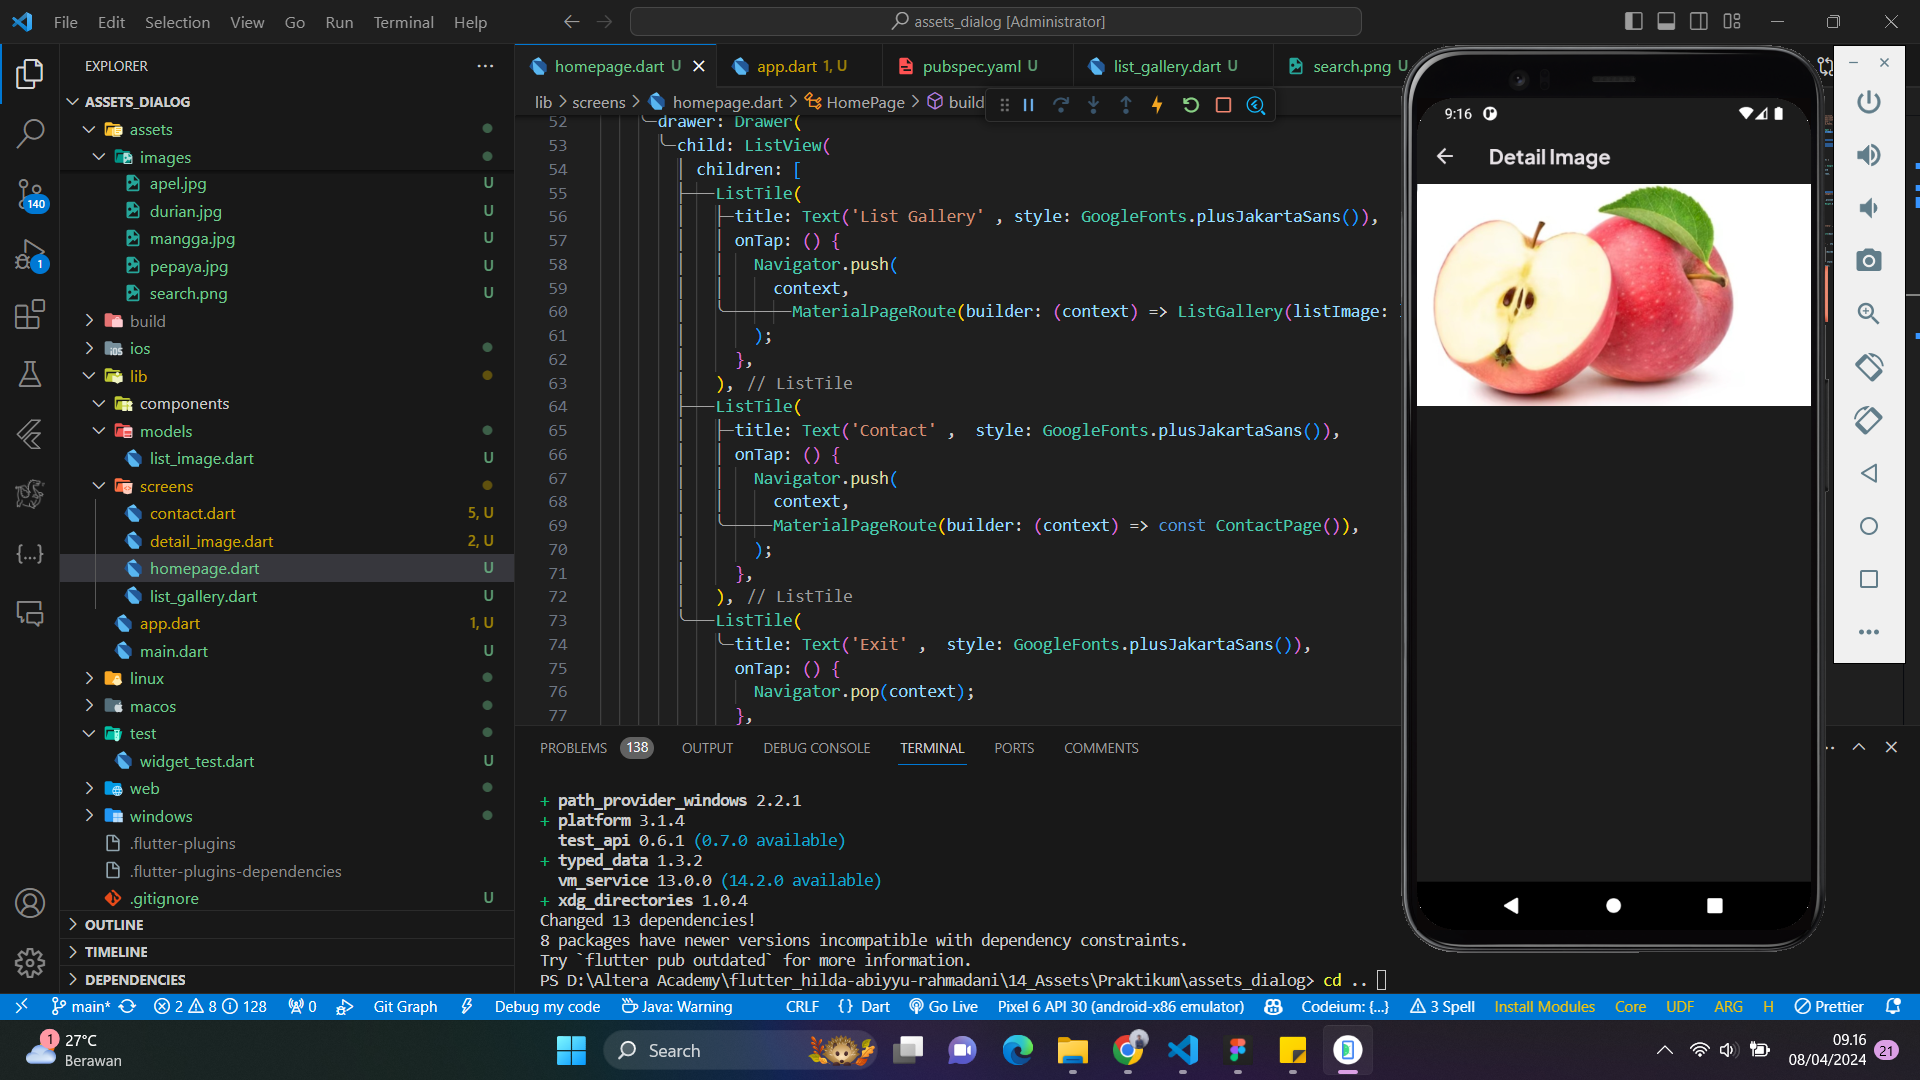 File Edit Selection View Go Run Terminal Help
assets_dialog [Administrator]
EXPLORER
ASSETS_DIALOG
assets
images
apel.jpg U
durian.jpg U
mangga.jpg U
pepaya.jpg U
search.png U
build
ios
lib
components
models
list_image.dart U
screens
contact.dart 5, U
detail_image.dart 2, U
homepage.dart U
list_gallery.dart U
app.dart 1, U
main.dart U
linux
macos
test
widget_test.dart U
web
windows
.flutter-plugins
.flutter-plugins-dependencies
.gitignore U
OUTLINE
TIMELINE
DEPENDENCIES
140
1
homepage.dart U
app.dart 1, U
pubspec.yaml U
list_gallery.dart U
search.png U
lib > screens > homepage.dart > HomePage > build
52 drawer: Drawer(
53 child: ListView(
54 children: [
55 ListTile(
56 title: Text('List Gallery' , style: GoogleFonts.plusJakartaSans()),
57 onTap: () {
58 Navigator.push(
59 context,
60 MaterialPageRoute(builder: (context) => ListGallery(listImage:
61 );
62 },
63 ), // ListTile
64 ListTile(
65 title: Text('Contact' , style: GoogleFonts.plusJakartaSans()),
66 onTap: () {
67 Navigator.push(
68 context,
69 MaterialPageRoute(builder: (context) => const ContactPage()),
70 );
71 },
72 ), // ListTile
73 ListTile(
74 title: Text('Exit' , style: GoogleFonts.plusJakartaSans()),
75 onTap: () {
76 Navigator.pop(context);
77 },
PROBLEMS 138 OUTPUT DEBUG CONSOLE TERMINAL PORTS COMMENTS
+ path_provider_windows 2.2.1
+ platform 3.1.4
test_api 0.6.1 (0.7.0 available)
+ typed_data 1.3.2
vm_service 13.0.0 (14.2.0 available)
+ xdg_directories 1.0.4
Changed 13 dependencies!
8 packages have newer versions incompatible with dependency constraints.
Try `flutter pub outdated` for more information.
PS D:\Altera Academy\flutter_hilda-abiyyu-rahmadani\14_Assets\Praktikum\assets_dialog> cd ..
9:16
Detail Image
main* 2 8 128 0 Git Graph Debug my code Java: Warning CRLF {} Dart Go Live Pixel 6 API 30 (android-x86 emulator) Codeium: {...} 3 Spell Install Modules Core UDF ARG H Prettier
1 27°C
Berawan
Search
09.16
08/04/2024 21